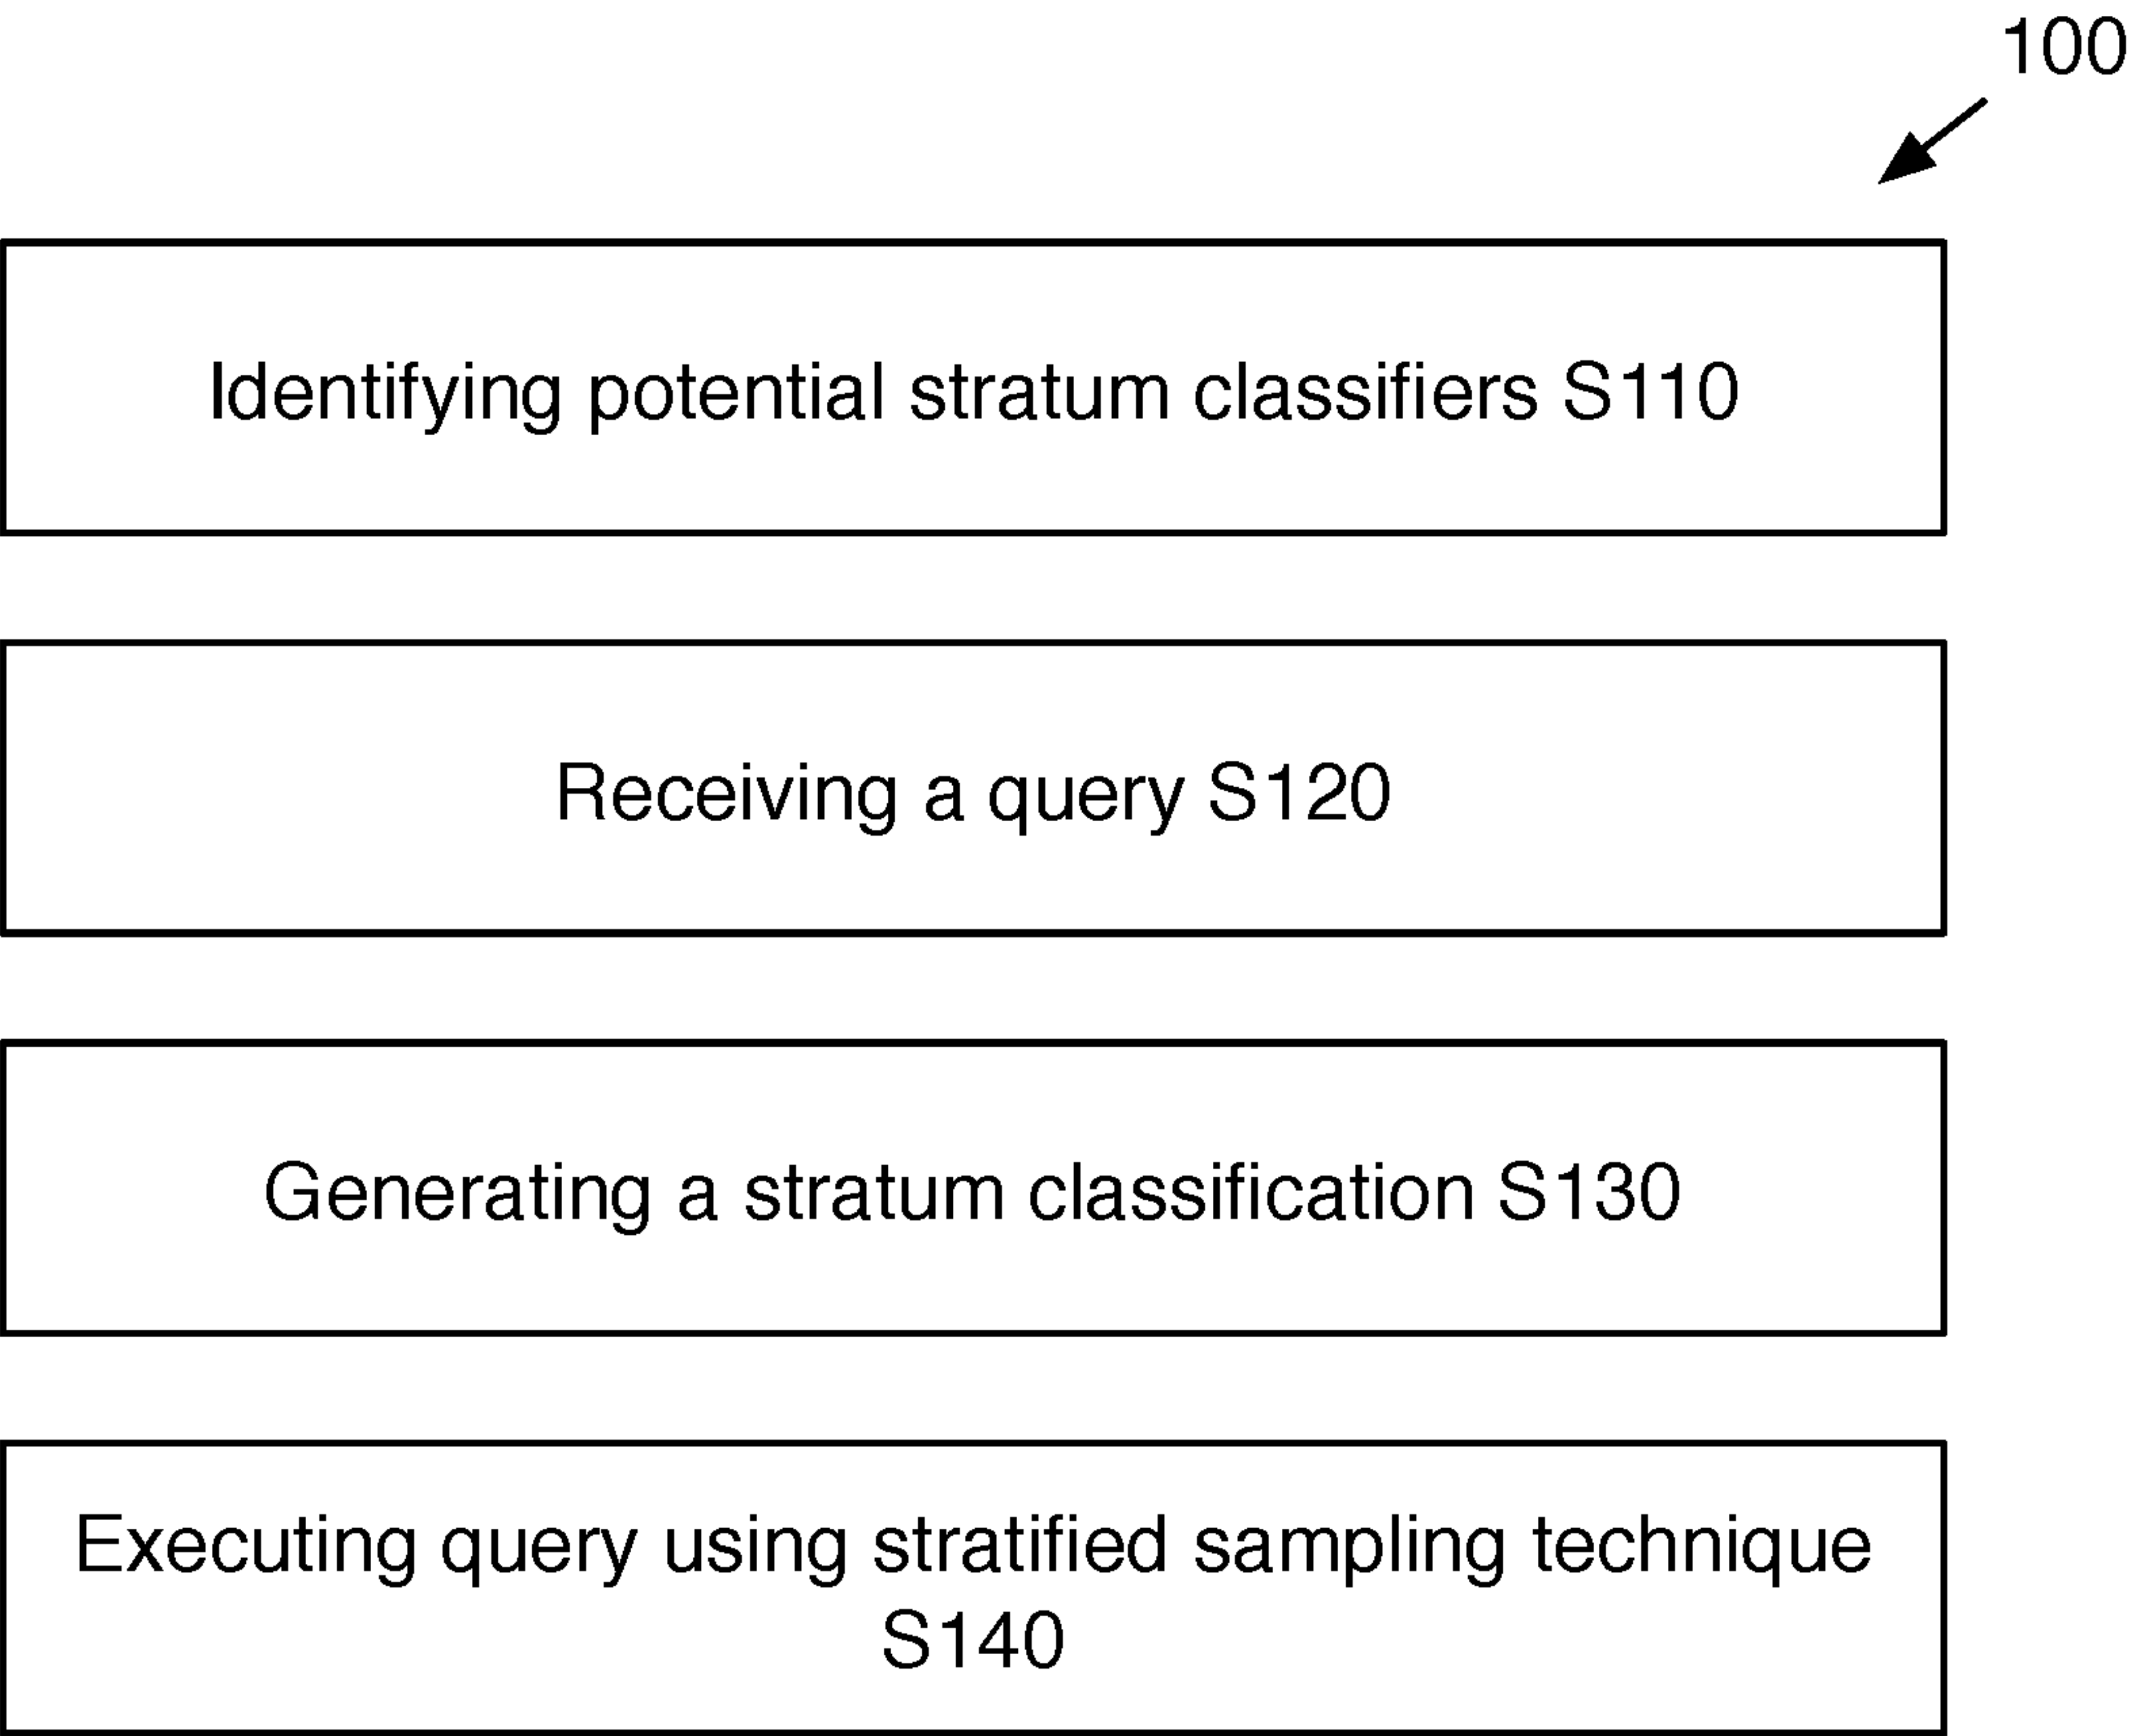 100
Identifying potential stratum classifiers S110
Receiving a query S120
Generating a stratum classification S130
Executing query using stratified sampling technique
S140